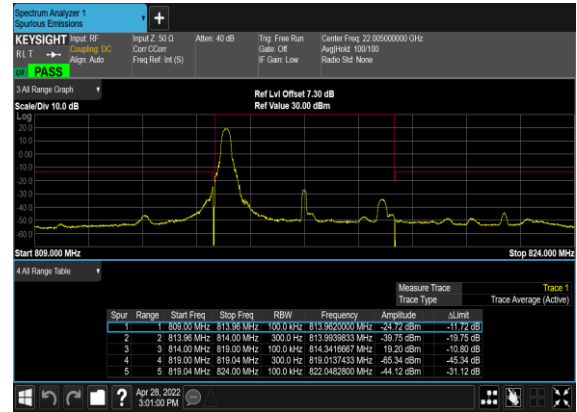 Spectrum Analyzer 1
Spurious Emissions
KEYSIGHT Input: RF Input Z: 50 Ω Atten: 40 dB Trig: Free Run Center Freq: 22.005000000 GHz
RLT Coupling: DC Corr CCorr Gate: Off Avg|Hold: 100/100
Align: Auto Freq Ref: Int (S) IF Gain: Low Radio Std: None
LW PASS
3 All Range Graph
Ref Lvl Offset 7.30 dB
Scale/Div 10.0 dB Ref Value 30.00 dBm
Log
20.0
10.0
0.00
-10.0
-20.0
-30.0
-40.0
-50.0
-60.0
Start 809.000 MHz Stop 824.000 MHz
4 All Range Table
Measure Trace Trace 1
Trace Type Trace Average (Active)
Spur Range Start Freq Stop Freq RBW Frequency Amplitude ΔLimit
1 1 809.00 MHz 813.96 MHz 100.0 kHz 813.9620000 MHz -24.72 dBm -11.72 dB
2 2 813.96 MHz 814.00 MHz 300.0 Hz 813.9939833 MHz -39.75 dBm -19.75 dB
3 3 814.00 MHz 819.00 MHz 100.0 kHz 814.3416667 MHz 19.20 dBm -10.80 dB
4 4 819.00 MHz 819.04 MHz 300.0 Hz 819.0137433 MHz -65.34 dBm -45.34 dB
5 5 819.04 MHz 824.00 MHz 100.0 kHz 822.0482800 MHz -44.12 dBm -31.12 dB
Apr 28, 2022
3:01:00 PM